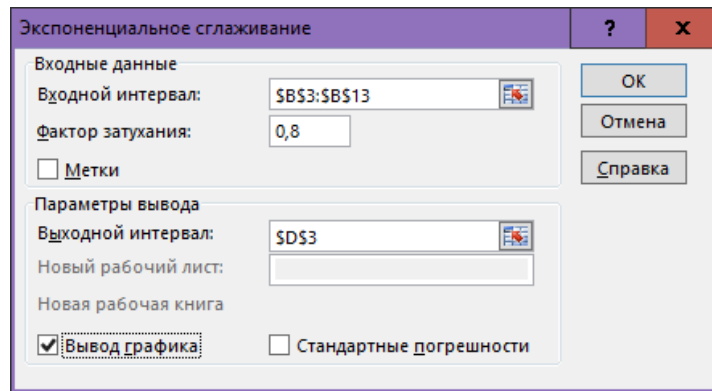 Экспоненциальное сглаживание ? x
Входные данные
Входной интервал: $B$3:$B$13
Фактор затухания: 0,8
Метки
ОК
Отмена
Справка
Параметры вывода
Выходной интервал: $D$3
Новый рабочий лист:
Новая рабочая книга
Вывод графика Стандартные погрешности